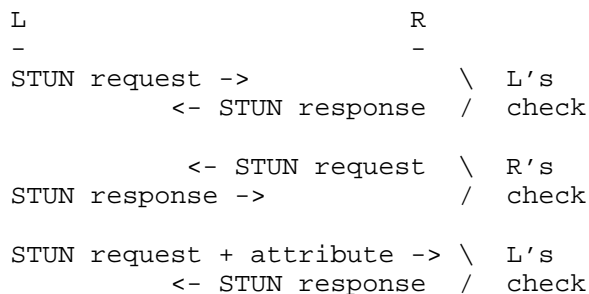 L                        R
-                        -
STUN request ->             \  L's
          <- STUN response  /  check
           <- STUN request  \  R's
STUN response ->            /  check
STUN request + attribute -> \  L's
          <- STUN response  /  check